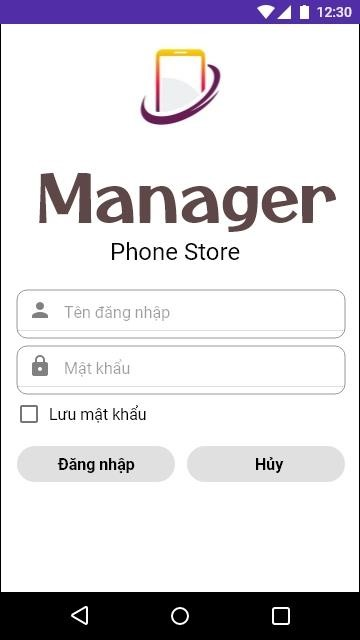 12:30
Manager
Phone Store
Tên đăng nhập
Mật khẩu
Lưu mật khẩu
Đăng nhập
Hủy